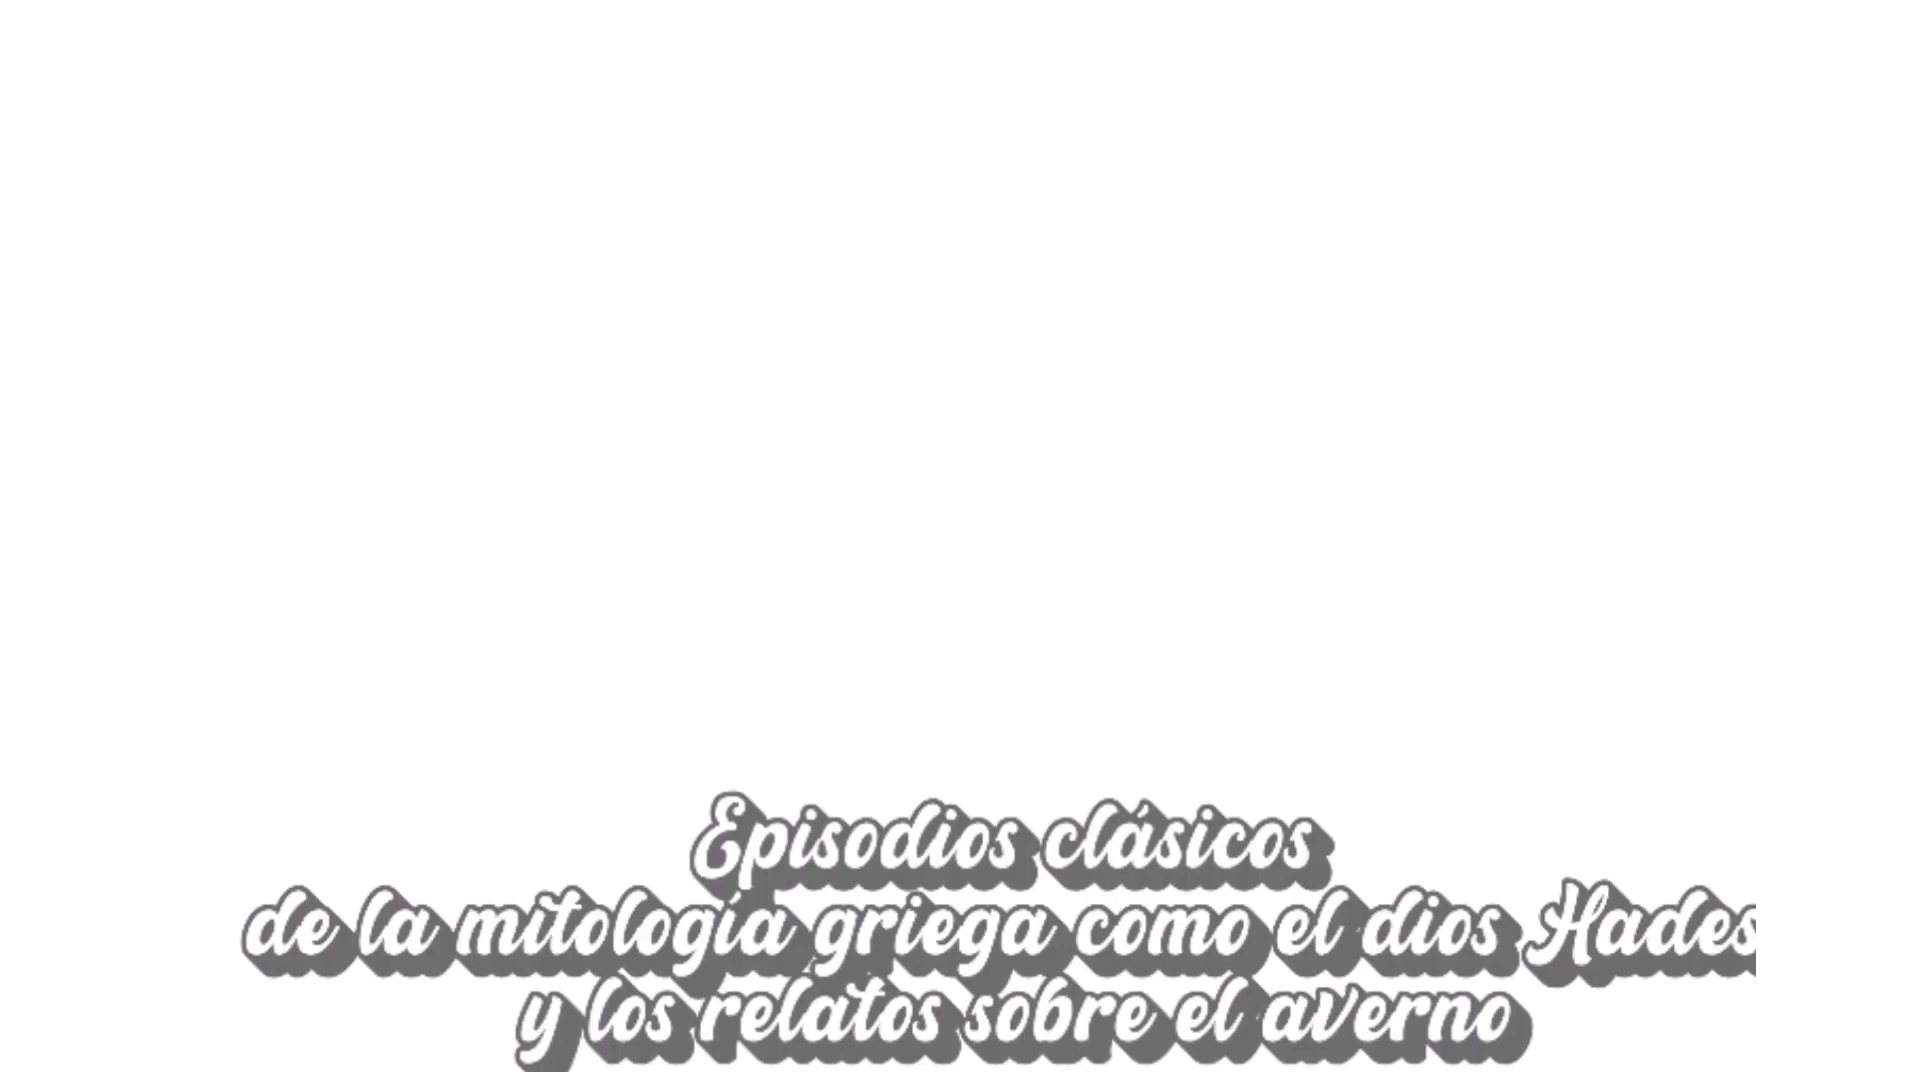 Episodios clásicos
de la mitología griega como el dios Hades
y los relatos sobre el averno